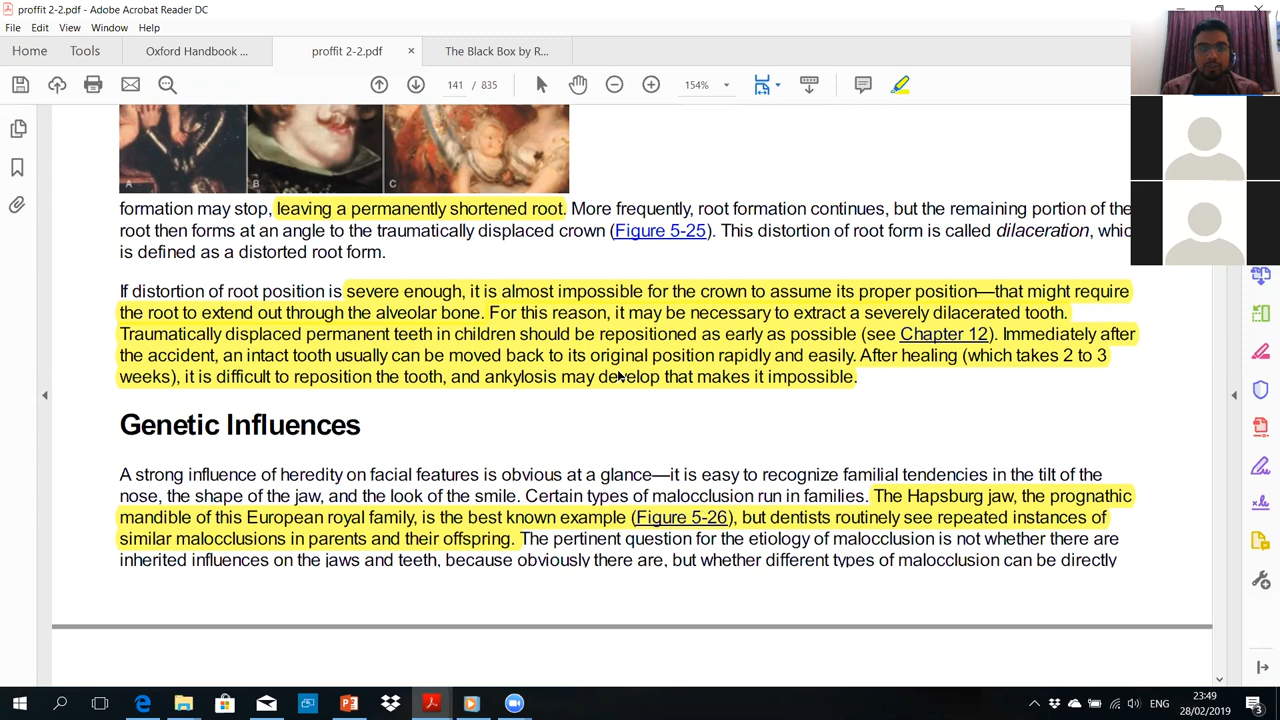 proffit 2-2.pdf - Adobe Acrobat Reader DC
File Edit View Window Help
Home Tools Oxford Handbook ... proffit 2-2.pdf × The Black Box by R...
141 / 835 154%
A B C
formation may stop, leaving a permanently shortened root. More frequently, root formation continues, but the remaining portion of the
root then forms at an angle to the traumatically displaced crown (Figure 5-25). This distortion of root form is called dilaceration, whic
is defined as a distorted root form.
If distortion of root position is severe enough, it is almost impossible for the crown to assume its proper position—that might require
the root to extend out through the alveolar bone. For this reason, it may be necessary to extract a severely dilacerated tooth.
Traumatically displaced permanent teeth in children should be repositioned as early as possible (see Chapter 12). Immediately after
the accident, an intact tooth usually can be moved back to its original position rapidly and easily. After healing (which takes 2 to 3
weeks), it is difficult to reposition the tooth, and ankylosis may develop that makes it impossible.
Genetic Influences
A strong influence of heredity on facial features is obvious at a glance—it is easy to recognize familial tendencies in the tilt of the
nose, the shape of the jaw, and the look of the smile. Certain types of malocclusion run in families. The Hapsburg jaw, the prognathic
mandible of this European royal family, is the best known example (Figure 5-26), but dentists routinely see repeated instances of
similar malocclusions in parents and their offspring. The pertinent question for the etiology of malocclusion is not whether there are
inherited influences on the jaws and teeth, because obviously there are, but whether different types of malocclusion can be directly
ENG
23:49
28/02/2019
3